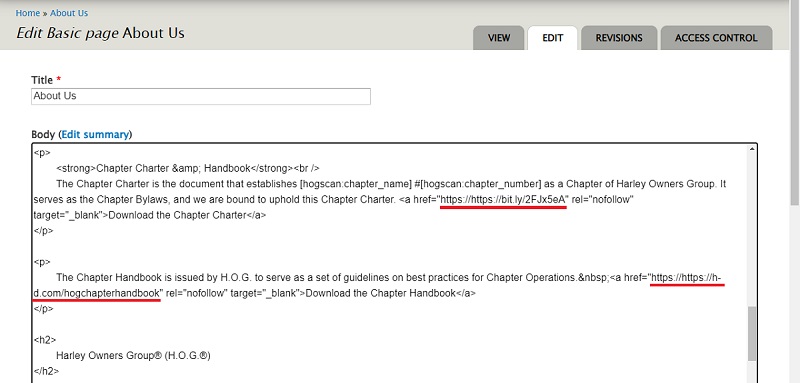 Home » About Us
Edit Basic page About Us
VIEW
EDIT
REVISIONS
ACCESS CONTROL
Title *
About Us
Body (Edit summary)
<p>
<strong>Chapter Charter &amp; Handbook</strong><br />
The Chapter Charter is the document that establishes [hogscan:chapter_name] #[hogscan:chapter_number] as a Chapter of Harley Owners Group. It
serves as the Chapter Bylaws, and we are bound to uphold this Chapter Charter. <a href="https://https://bit.ly/2FJx5eA" rel="nofollow"
target="_blank">Download the Chapter Charter</a>
</p>
<p>
The Chapter Handbook is issued by H.O.G. to serve as a set of guidelines on best practices for Chapter Operations.&nbsp;<a href="https://https://h-
d.com/hogchapterhandbook" rel="nofollow" target="_blank">Download the Chapter Handbook</a>
</p>
<h2>
Harley Owners Group® (H.O.G.®)
</h2>